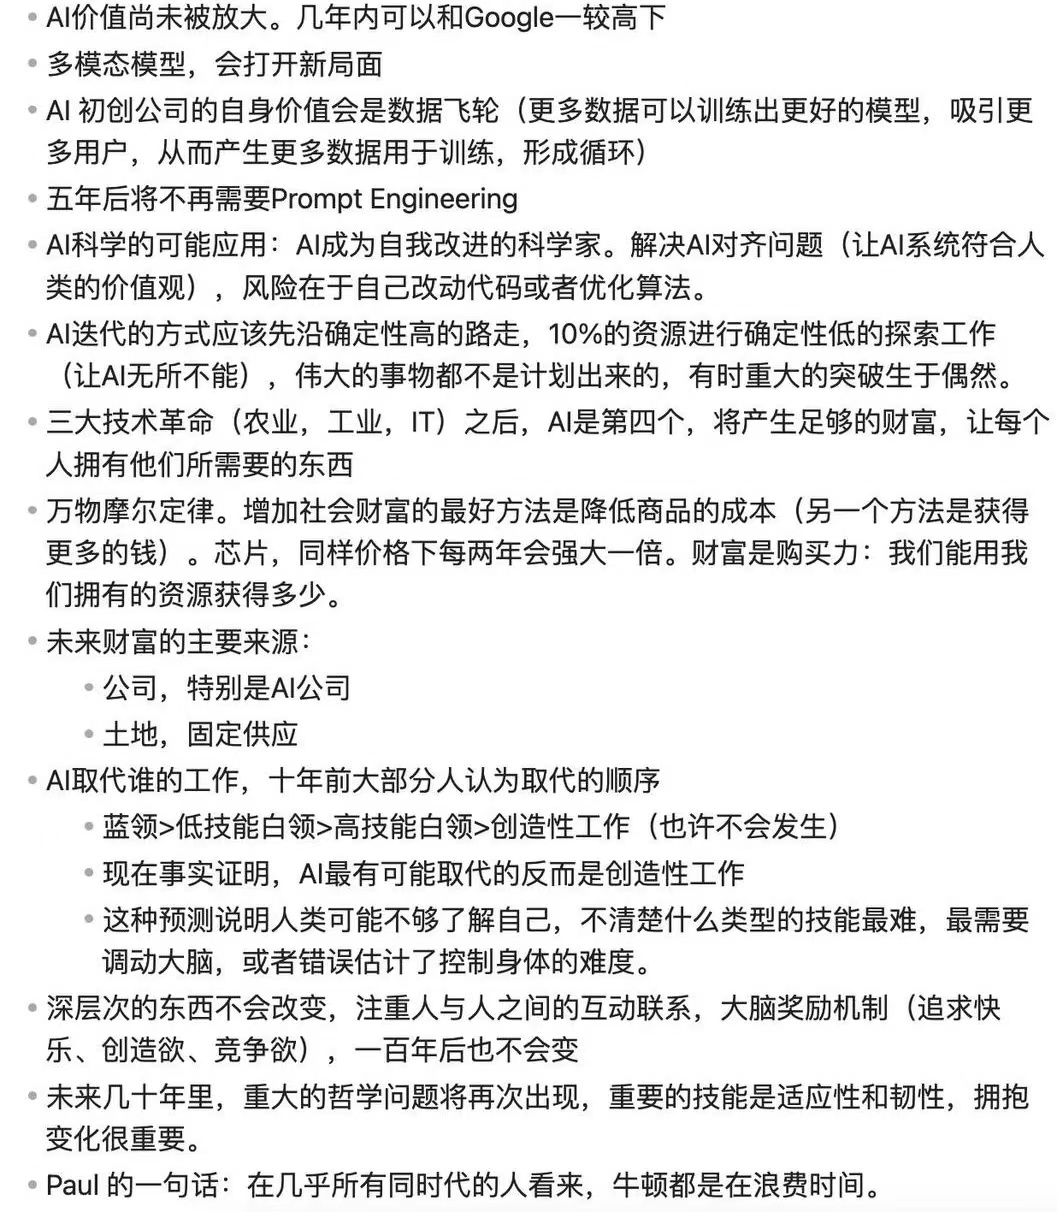 • AI价值尚未被放大。几年内可以和Google一较高下
• 多模态模型，会打开新局面
• AI 初创公司的自身价值会是数据飞轮（更多数据可以训练出更好的模型，吸引更
多用户，从而产生更多数据用于训练，形成循环）
• 五年后将不再需要Prompt Engineering
• AI科学的可能应用：AI成为自我改进的科学家。解决AI对齐问题（让AI系统符合人
类的价值观），风险在于自己改动代码或者优化算法。
• AI迭代的方式应该先沿确定性高的路走，10%的资源进行确定性低的探索工作
（让AI无所不能），伟大的事物都不是计划出来的，有时重大的突破生于偶然。
• 三大技术革命（农业，工业，IT）之后，AI是第四个，将产生足够的财富，让每个
人拥有他们所需要的东西
• 万物摩尔定律。增加社会财富的最好方法是降低商品的成本（另一个方法是获得
更多的钱）。芯片，同样价格下每两年会强大一倍。财富是购买力：我们能用我
们拥有的资源获得多少。
• 未来财富的主要来源：
• 公司，特别是AI公司
• 土地，固定供应
• AI取代谁的工作，十年前大部分人认为取代的顺序
• 蓝领>低技能白领>高技能白领>创造性工作（也许不会发生）
• 现在事实证明，AI最有可能取代的反而是创造性工作
• 这种预测说明人类可能不够了解自己，不清楚什么类型的技能最难，最需要
调动大脑，或者错误估计了控制身体的难度。
• 深层次的东西不会改变，注重人与人之间的互动联系，大脑奖励机制（追求快
乐、创造欲、竞争欲），一百年后也不会变
• 未来几十年里，重大的哲学问题将再次出现，重要的技能是适应性和韧性，拥抱
变化很重要。
• Paul 的一句话：在几乎所有同时代的人看来，牛顿都是在浪费时间。